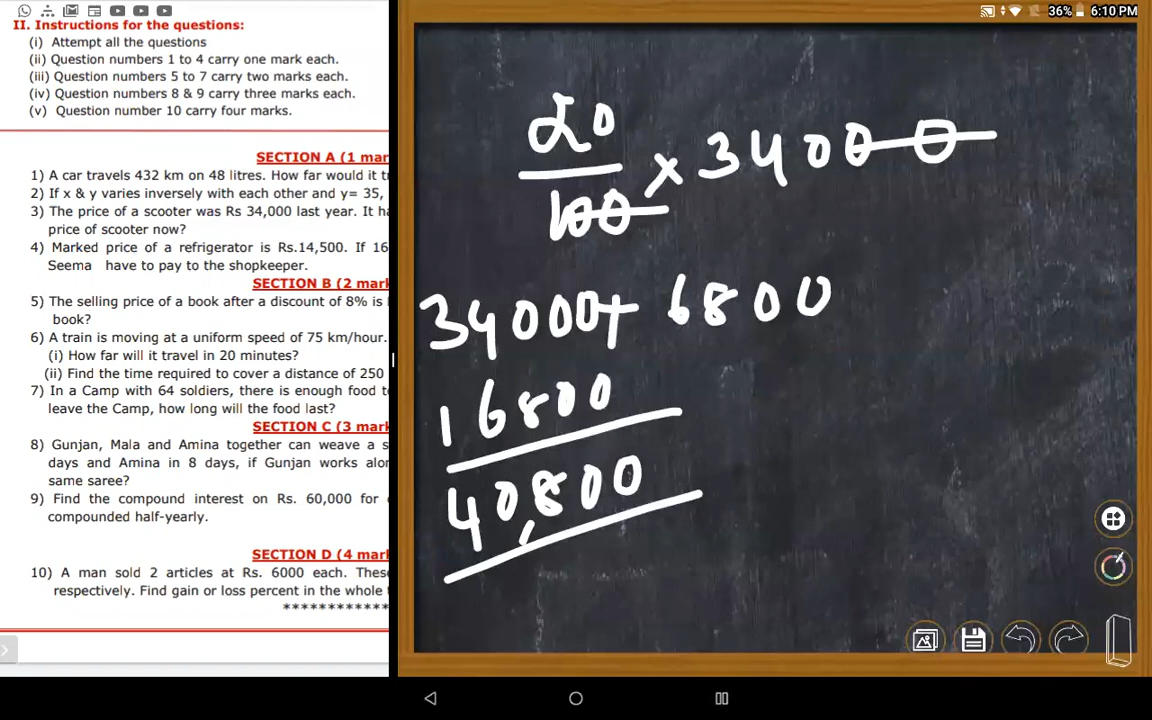 36% 6:10 PM
II. Instructions for the questions:
(i) Attempt all the questions
(ii) Question numbers 1 to 4 carry one mark each.
(iii) Question numbers 5 to 7 carry two marks each.
(iv) Question numbers 8 & 9 carry three marks each.
(v) Question number 10 carry four marks.
SECTION A (1 mar
1) A car travels 432 km on 48 litres. How far would it t
2) If x & y varies inversely with each other and y= 35,
3) The price of a scooter was Rs 34,000 last year. It ha
price of scooter now?
4) Marked price of a refrigerator is Rs.14,500. If 16
Seema have to pay to the shopkeeper.
SECTION B (2 mar
5) The selling price of a book after a discount of 8% is
book?
6) A train is moving at a uniform speed of 75 km/hour.
(i) How far will it travel in 20 minutes?
(ii) Find the time required to cover a distance of 250
7) In a Camp with 64 soldiers, there is enough food t
leave the Camp, how long will the food last?
SECTION C (3 mark
8) Gunjan, Mala and Amina together can weave a s
days and Amina in 8 days, if Gunjan works alon
same saree?
9) Find the compound interest on Rs. 60,000 for
compounded half-yearly.
SECTION D (4 mark
10) A man sold 2 articles at Rs. 6000 each. These
respectively. Find gain or loss percent in the whole
************
20
100
× 34000
34000+ 6800
16800
40,800